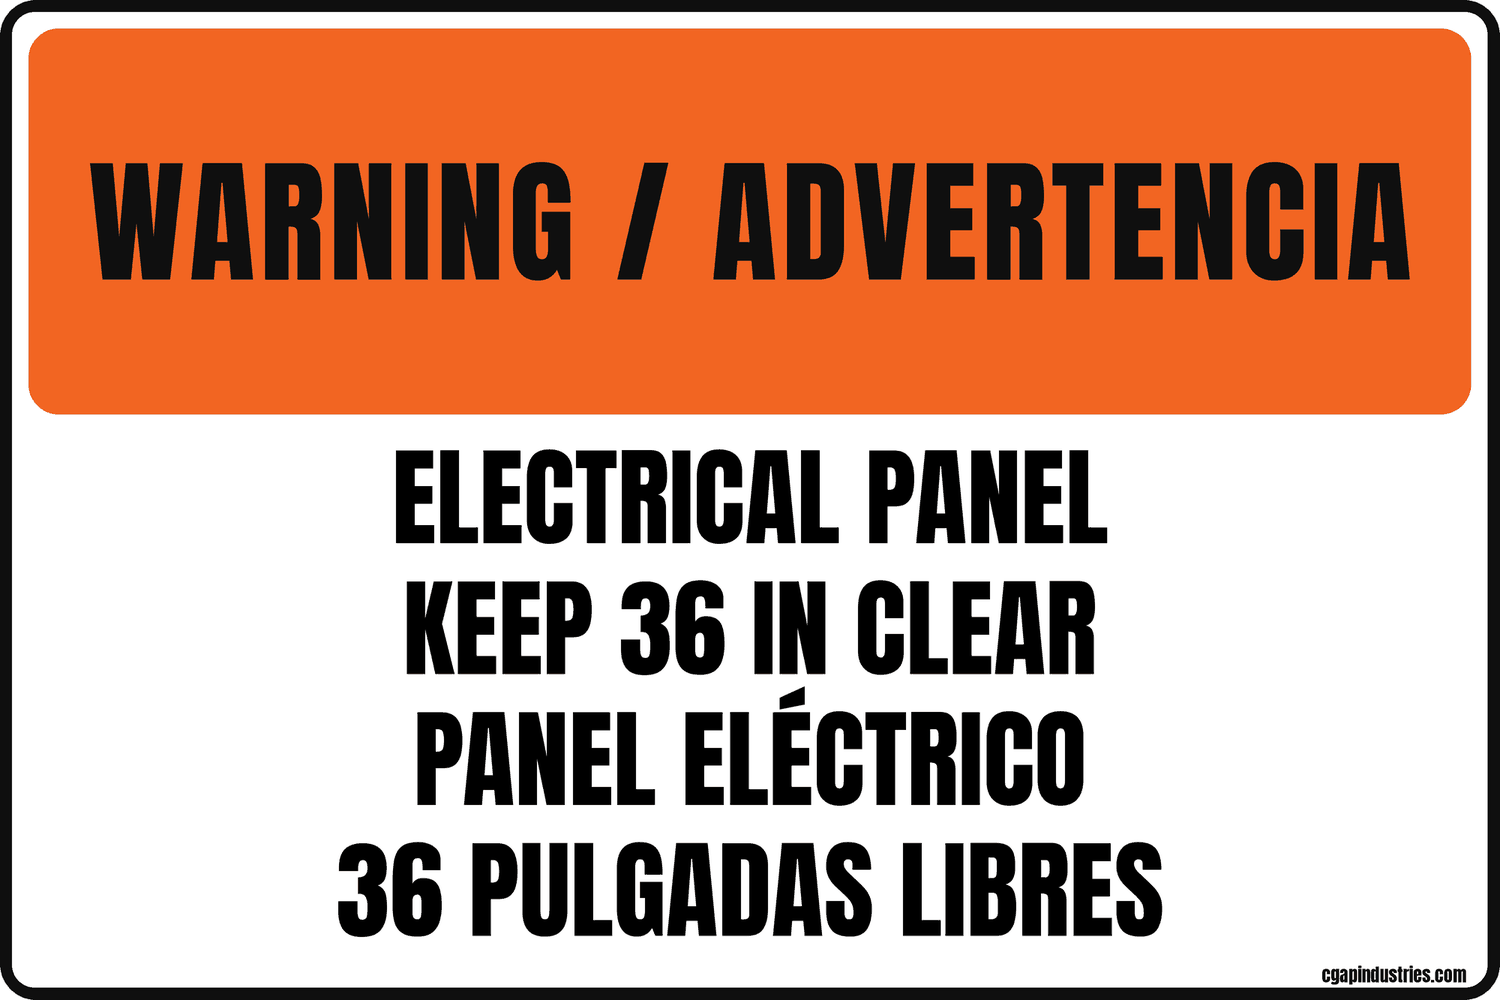 WARNING / ADVERTENCIA
ELECTRICAL PANEL
KEEP 36 IN CLEAR
PANEL ELÉCTRICO
36 PULGADAS LIBRES
cgapindustries.com